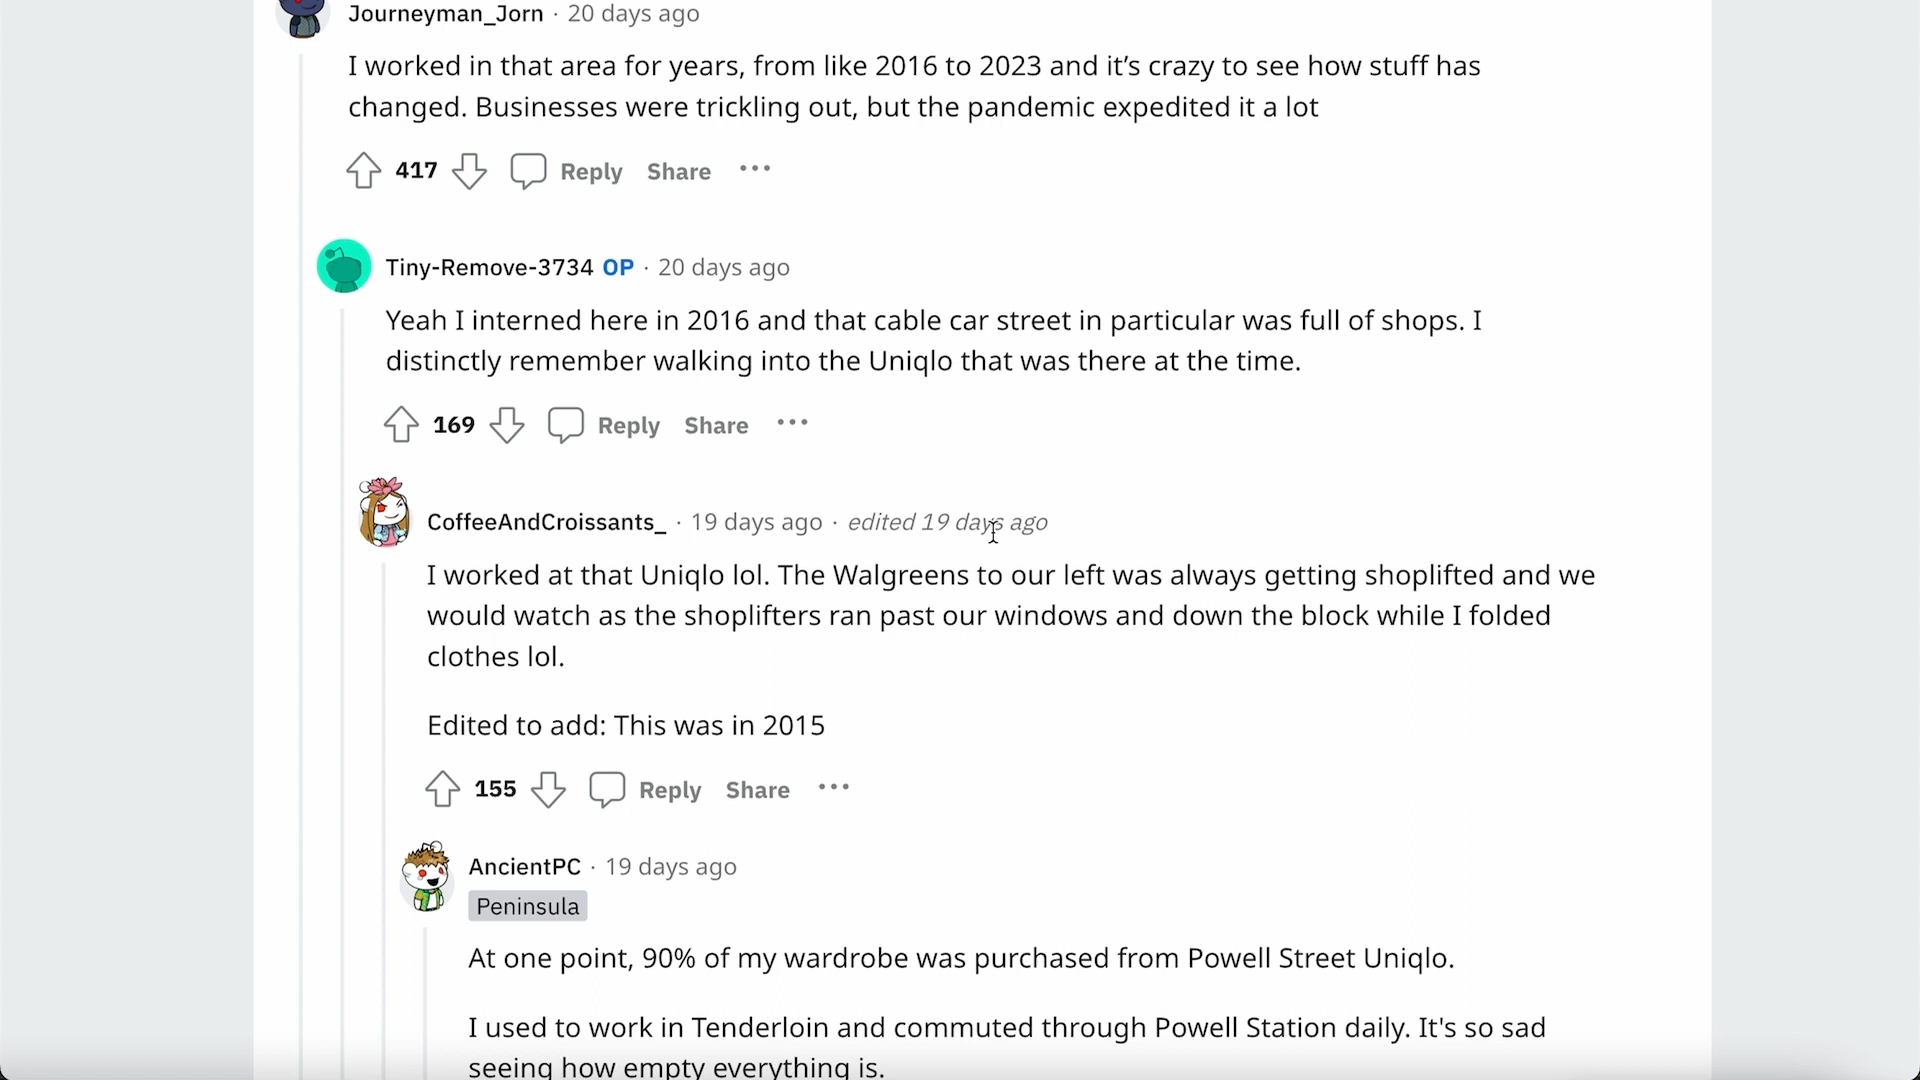 Journeyman_Jorn · 20 days ago
I worked in that area for years, from like 2016 to 2023 and it’s crazy to see how stuff has
changed. Businesses were trickling out, but the pandemic expedited it a lot
417 Reply Share ···
Tiny-Remove-3734 OP · 20 days ago
Yeah I interned here in 2016 and that cable car street in particular was full of shops. I
distinctly remember walking into the Uniqlo that was there at the time.
169 Reply Share ···
CoffeeAndCroissants_ · 19 days ago · edited 19 days ago
I worked at that Uniqlo lol. The Walgreens to our left was always getting shoplifted and we
would watch as the shoplifters ran past our windows and down the block while I folded
clothes lol.
Edited to add: This was in 2015
155 Reply Share ···
AncientPC · 19 days ago
Peninsula
At one point, 90% of my wardrobe was purchased from Powell Street Uniqlo.
I used to work in Tenderloin and commuted through Powell Station daily. It's so sad
seeing how empty everything is.